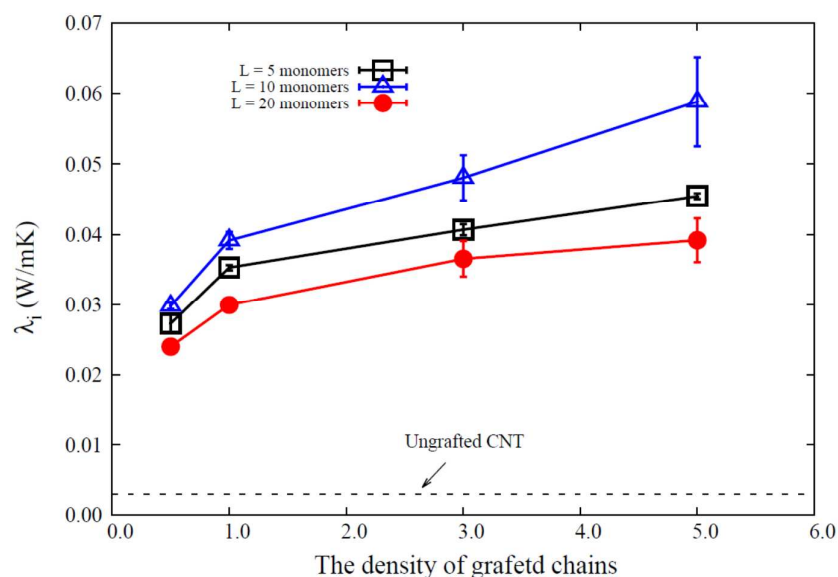 0.07
L = 5 monomers
L = 10 monomers
L = 20 monomers
0.06
0.05
0.04
λi (W/mK)
0.03
0.02
0.01
Ungrafted CNT
0.00
0.0 1.0 2.0 3.0 4.0 5.0 6.0
The density of grafetd chains